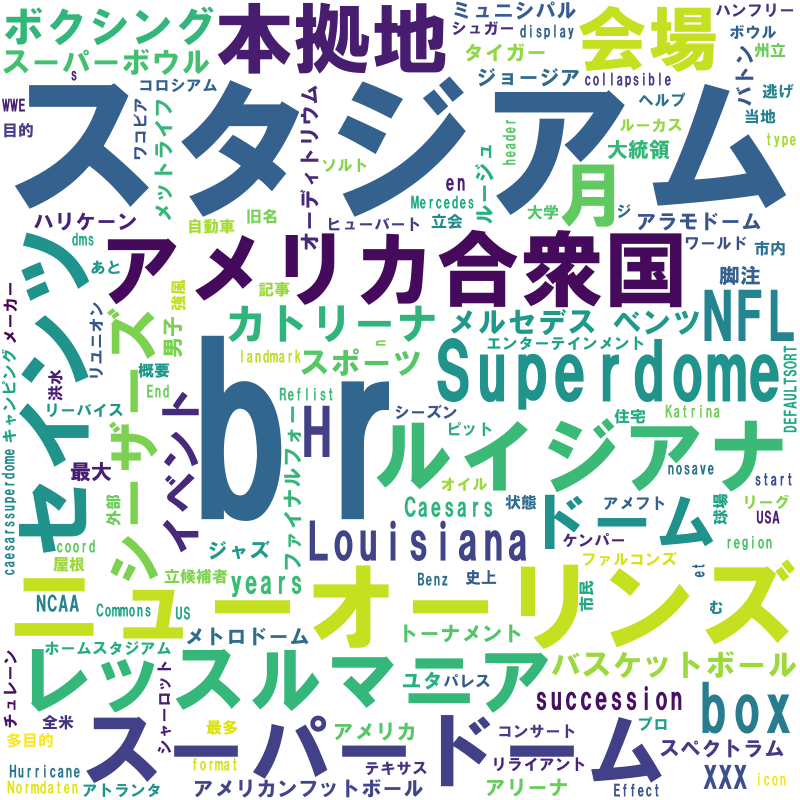 ボクシング
本拠地
ミュニシパル
会場
ハンフリー
シュガー
display
ボウル
スーパーボウル
タイガー
州立
s
コロシアム
ジョージア
collapsible
バトン
逃げ
WWE
スタジアム
ヘルプ
目的
ワコビア
メットライフ
オーディトリウム
ソルト
header
ルーカス
当地
大統領
type
ルージュ
en
月
Mercedes
大学
ジ
ハリケーン
旧名
自動車
ヒューバート
立会
アラモドーム
dms
アメリカ合衆国
ワールド
市内
あと
強風
記事
脚注
メーカー
セインツ
リユニオン
シーザーズ
男子
カトリーナ
メルセデス
ベンツ
NFL
n
エンターテインメント
landmark
スポーツ
概要
洪水
End
br
Superdome
DEFAULTSORT
キャンピング
リーバイス
イベント
Reflist
H
シーズン
住宅
Katrina
ファイナルフォー
ピット
ルイジアナ
最大
nosave
start
外部
オイル
Caesars
状態
アメフト
リーグ
caesarssuperdome
球場
USA
Louisiana
ドーム
coord
ジャズ
ケンパー
region
屋根
立候補者
years
Benz
史上
ファルコンズ
et
NCAA
Commons
US
市民
む
ニューオーリンズ
メトロドーム
トーナメント
ホームスタジアム
チュレーン
レッスルマニア
バスケットボール
シャーロット
ユタ
パレス
succession
box
全米
スーパードーム
多目的
最多
アメリカ
コンサート
プロ
スペクトラム
format
テキサス
リライアント
Hurricane
XXX
icon
Normdaten
アトランタ
アメリカンフットボール
アリーナ
Effect